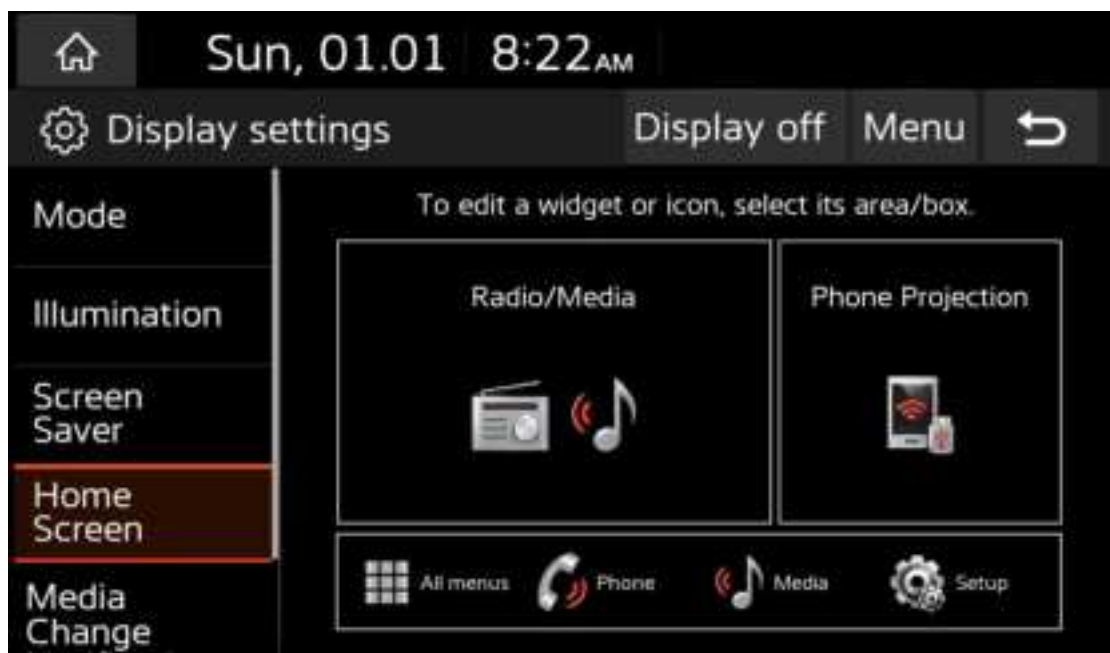 Sun, 01.01 8:22AM
Display settings Display off Menu
Mode
Illumination
Screen
Saver
Home
Screen
Media
Change
To edit a widget or icon, select its area/box.
Radio/Media
Phone Projection
All menus Phone Media Setup